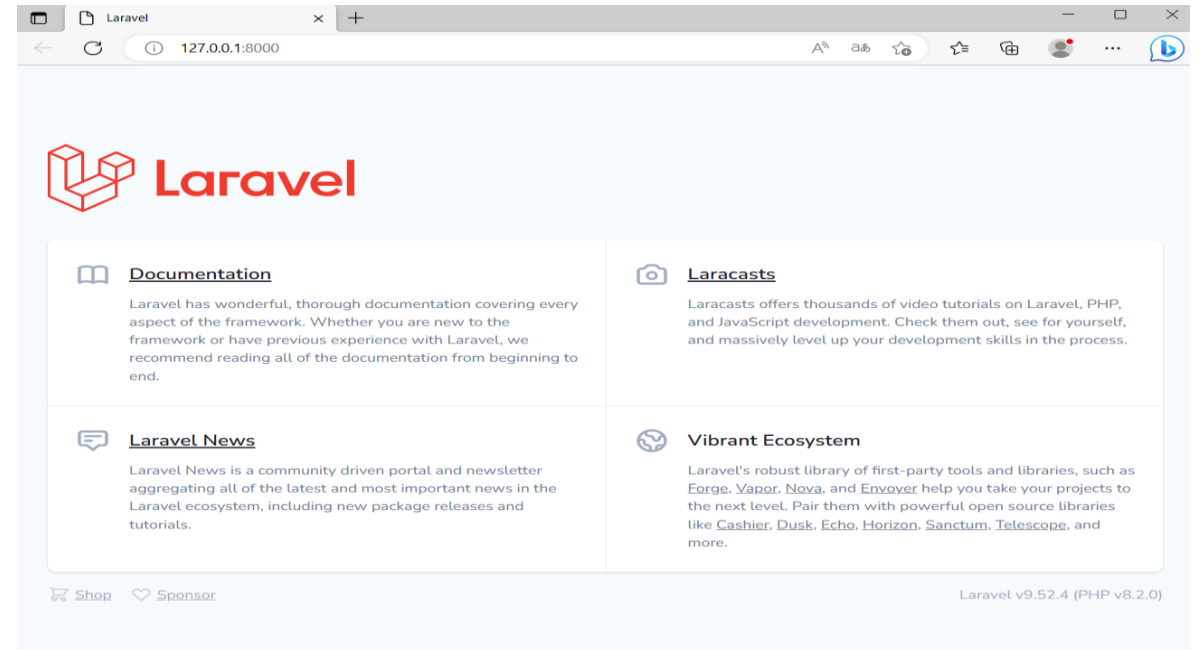 Laravel
127.0.0.1:8000
Laravel
Documentation
Laravel has wonderful, thorough documentation covering every
aspect of the framework. Whether you are new to the
framework or have previous experience with Laravel, we
recommend reading all of the documentation from beginning to
end.
Laracasts
Laracasts offers thousands of video tutorials on Laravel, PHP,
and JavaScript development. Check them out, see for yourself,
and massively level up your development skills in the process.
Laravel News
Laravel News is a community driven portal and newsletter
aggregating all of the latest and most important news in the
Laravel ecosystem, including new package releases and
tutorials.
Vibrant Ecosystem
Laravel's robust library of first-party tools and libraries, such as
Forge, Vapor, Nova, and Envoyer help you take your projects to
the next level. Pair them with powerful open source libraries
like Cashier, Dusk, Echo, Horizon, Sanctum, Telescope, and
more.
Shop Sponsor
Laravel v9.52.4 (PHP v8.2.0)